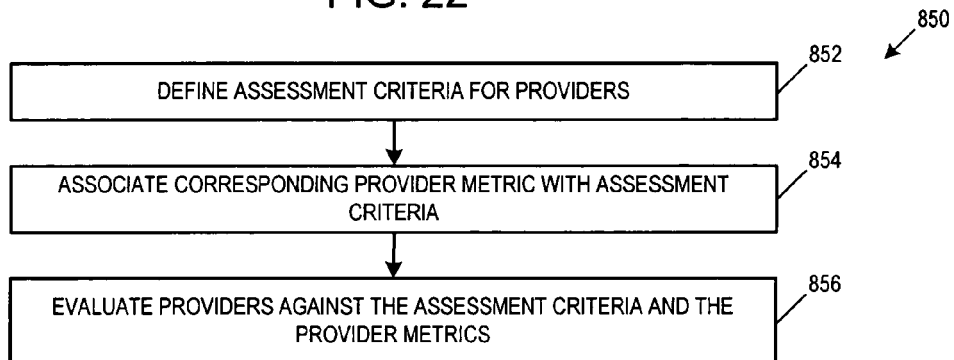 FIG. 22
850
852
DEFINE ASSESSMENT CRITERIA FOR PROVIDERS
854
ASSOCIATE CORRESPONDING PROVIDER METRIC WITH ASSESSMENT
CRITERIA
856
EVALUATE PROVIDERS AGAINST THE ASSESSMENT CRITERIA AND THE
PROVIDER METRICS